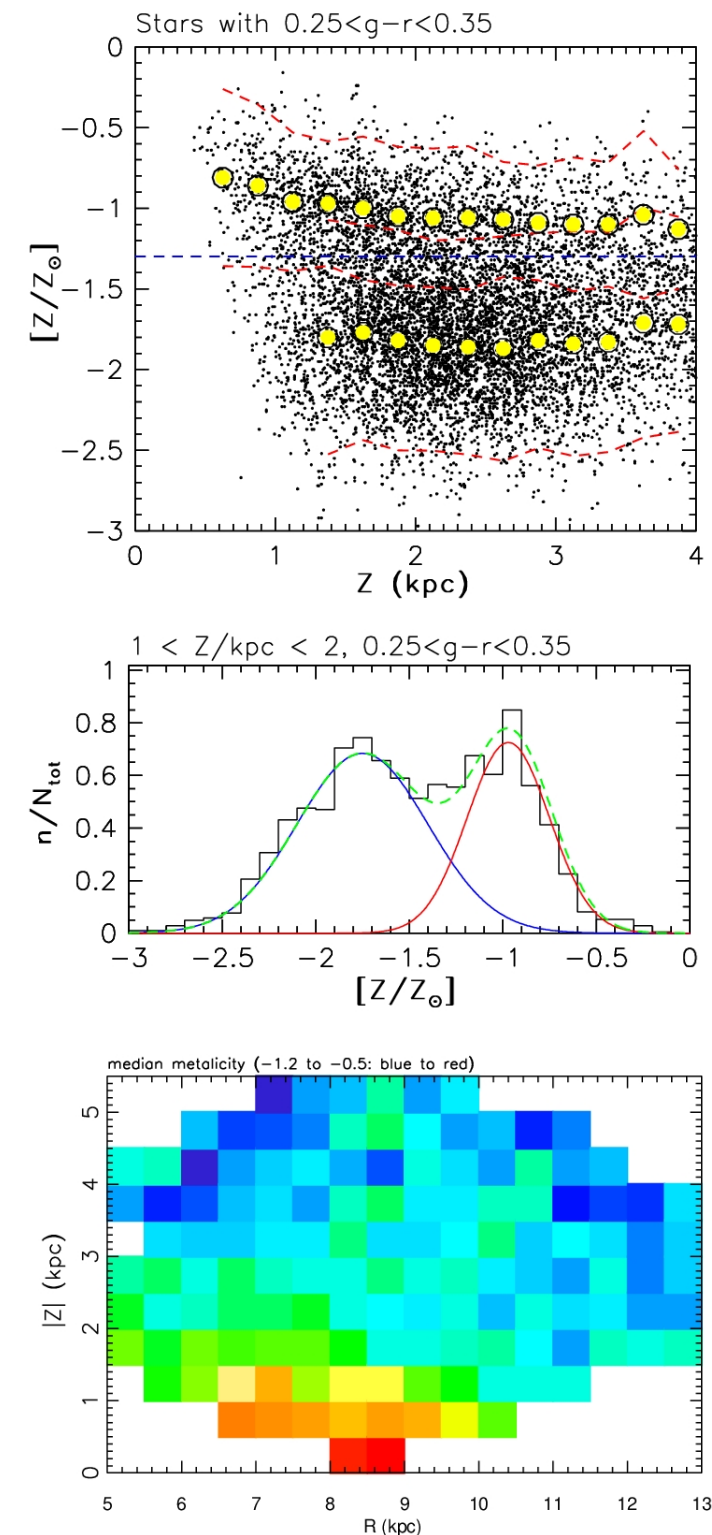 Stars with 0.25<g−r<0.35
0
−0.5
−1
−1.5
−2
−2.5
−3
[Z/Z⊙]
0 1 2 3 4
Z (kpc)
1 < Z/kpc < 2, 0.25<g−r<0.35
1
0.8
0.6
0.4
0.2
0
n/Ntot
−3 −2.5 −2 −1.5 −1 −0.5 0
[Z/Z⊙]
median metalicity (−1.2 to −0.5: blue to red)
5
4
3
2
1
0
|Z| (kpc)
5 6 7 8 9 10 11 12 13
R (kpc)